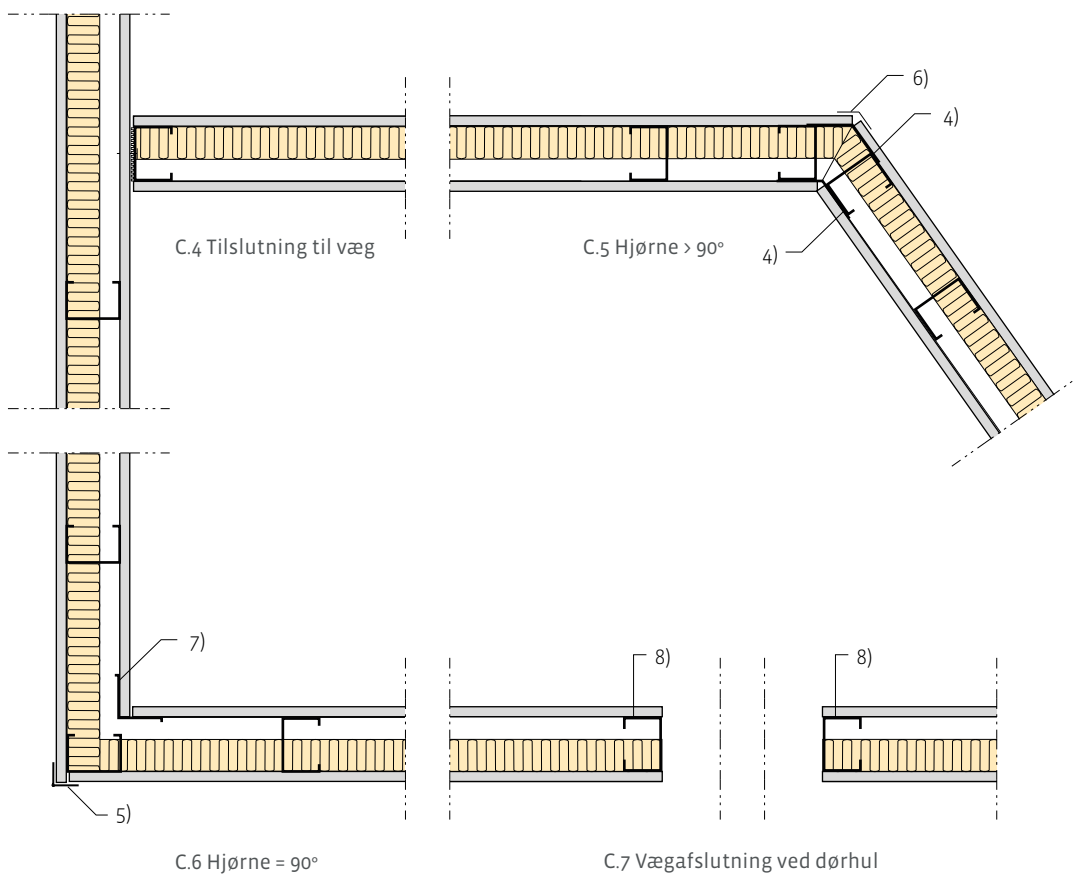 6)
4)
C.4 Tilslutning til væg
C.5 Hjørne > 90°
4)
7)
8)
8)
5)
C.6 Hjørne = 90°
C.7 Vægafslutning ved dørhul